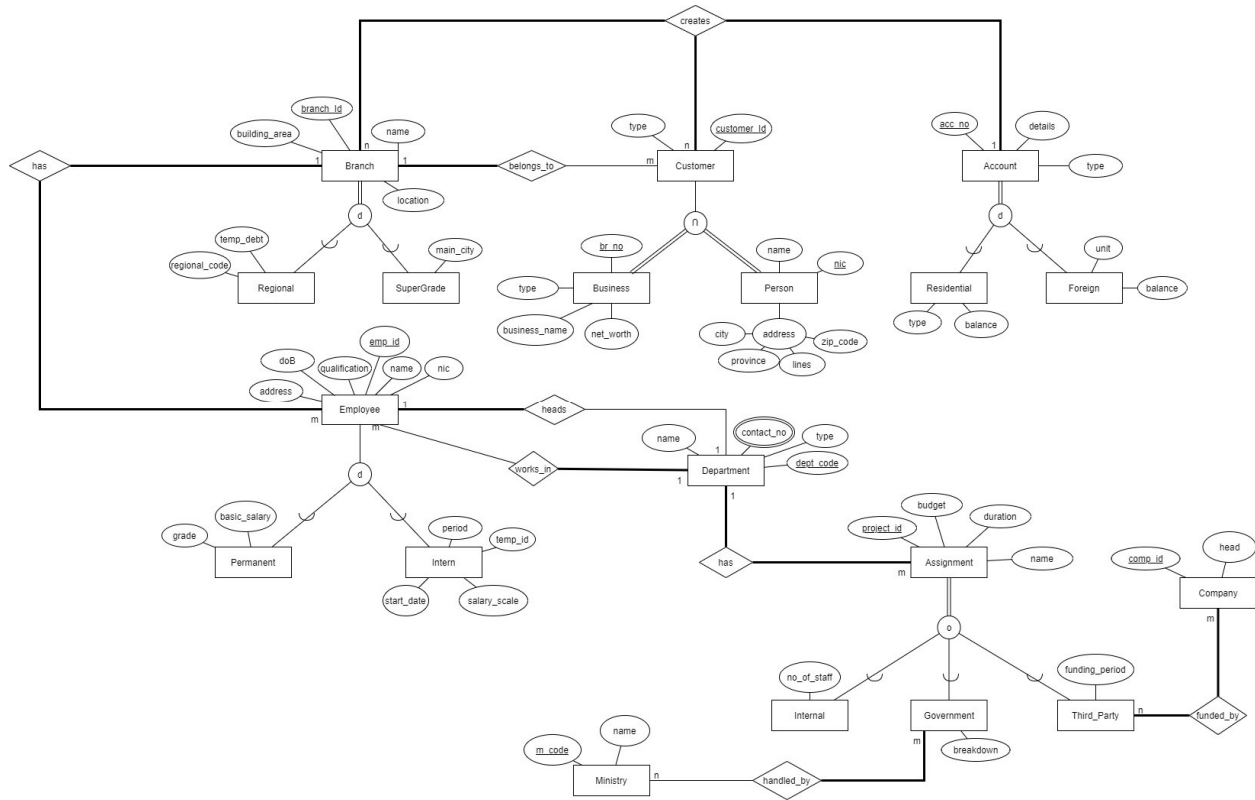 creates
branch_Id
building_area
name
has
1
n
Branch
1
belongs_to
m
location
type
customer_Id
n
Customer
acc_no
details
1
Account
type
d
temp_debt
regional_code
Regional
main_city
SuperGrade
∩
br_no
type
Business
business_name
net_worth
name
nic
Person
city
address
zip_code
province
lines
d
unit
Residential
type
balance
Foreign
balance
emp_id
doB
qualification
name
nic
address
m
Employee
1
m
heads
works_in
1
name
contact_no
type
Department
dept_code
1
1
d
grade
basic_salary
Permanent
period
temp_id
Intern
start_date
salary_scale
has
m
budget
project_id
duration
Assignment
name
comp_id
head
Company
m
o
no_of_staff
Internal
Government
m
breakdown
funding_period
Third_Party
n
funded_by
m_code
name
Ministry
n
handled_by